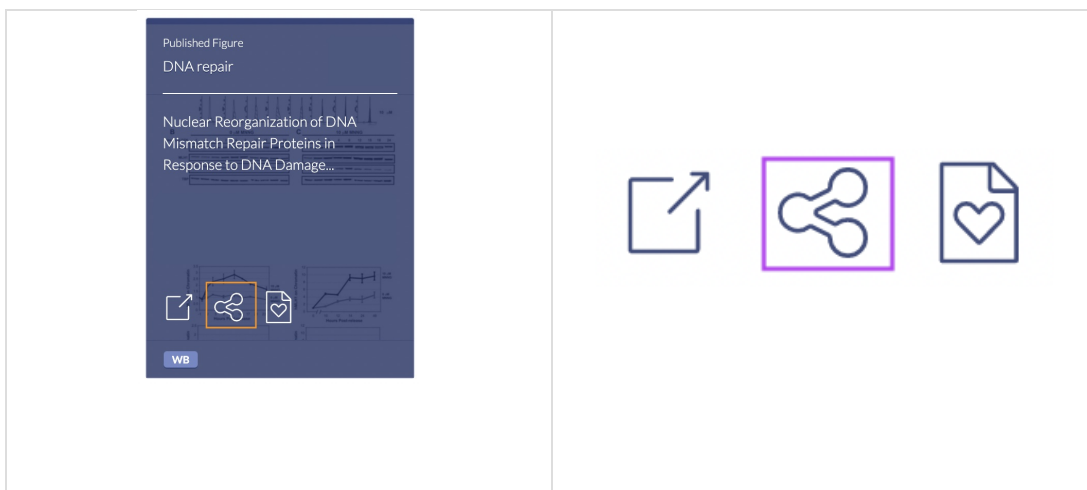 Published Figure
DNA repair
Nuclear Reorganization of DNA
Mismatch Repair Proteins in
Response to DNA Damage...
WB